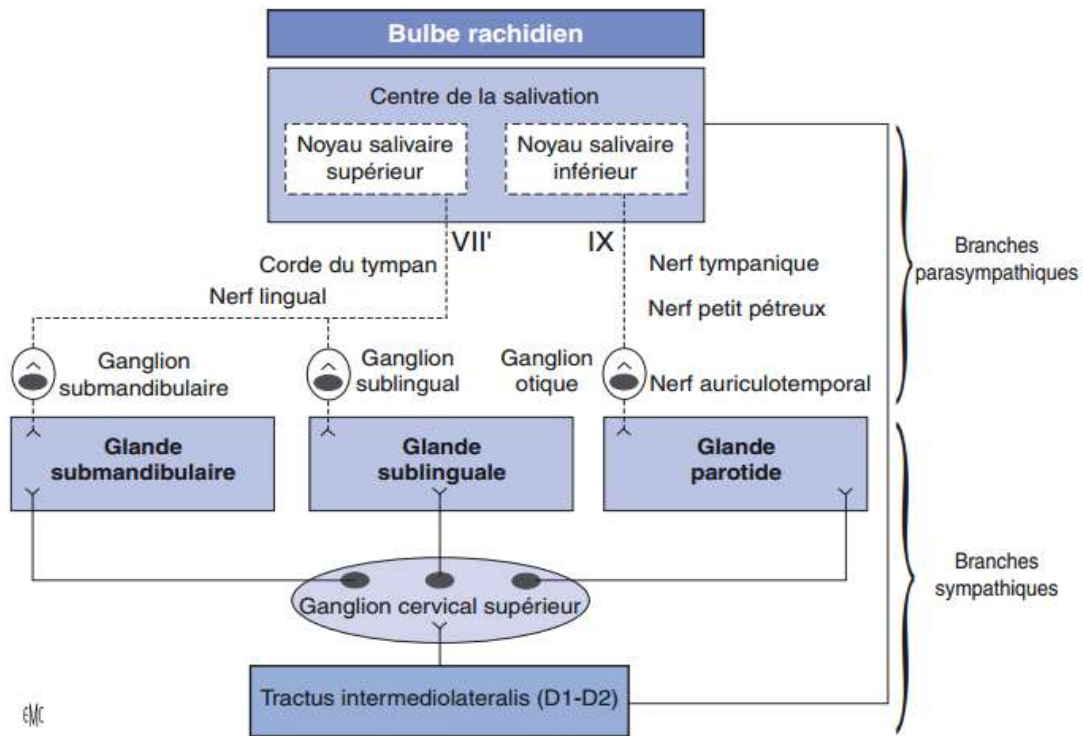 Bulbe rachidien
Centre de la salivation
Noyau salivaire
supérieur
Noyau salivaire
inférieur
VII'
IX
Corde du tympan
Nerf lingual
Nerf tympanique
Nerf petit pétreux
Branches
parasympathiques
Ganglion
submandibulaire
Ganglion
sublingual
Ganglion
otique
Nerf auriculotemporal
Glande
submandibulaire
Glande
sublinguale
Glande
parotide
Ganglion cervical supérieur
Branches
sympathiques
Tractus intermediolateralis (D1-D2)
EMC